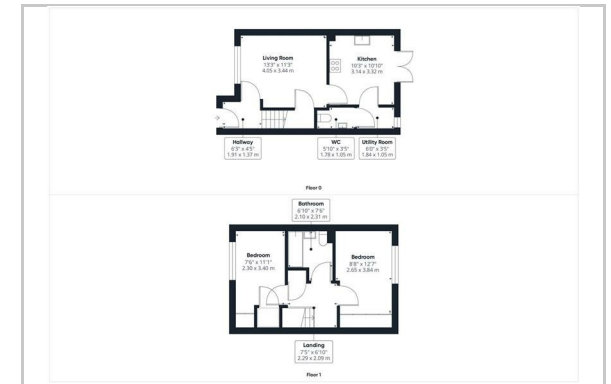 Living Room
13'3" x 11'3"
4.05 x 3.44 m
Kitchen
10'3" x 10'10"
3.14 x 3.32 m
Hallway
6'3" x 4'5"
1.91 x 1.37 m
WC
5'10" x 3'5"
1.78 x 1.05 m
Utility Room
6'0" x 3'5"
1.84 x 1.05 m
Floor 0
Bathroom
6'10" x 7'6"
2.10 x 2.31 m
Bedroom
7'6" x 11'1"
2.30 x 3.40 m
Bedroom
8'8" x 12'7"
2.65 x 3.84 m
Landing
7'5" x 6'10"
2.29 x 2.09 m
Floor 1